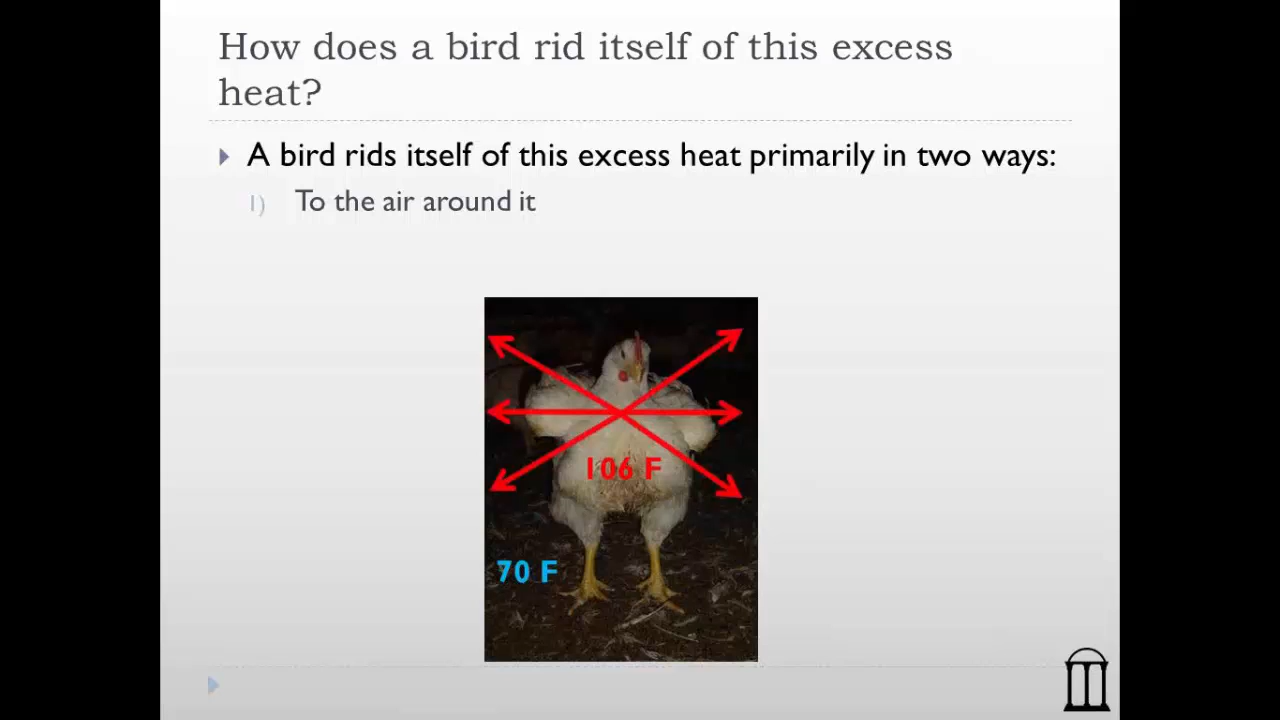 How does a bird rid itself of this excess
heat?
A bird rids itself of this excess heat primarily in two ways:
1) To the air around it
106 F
70 F